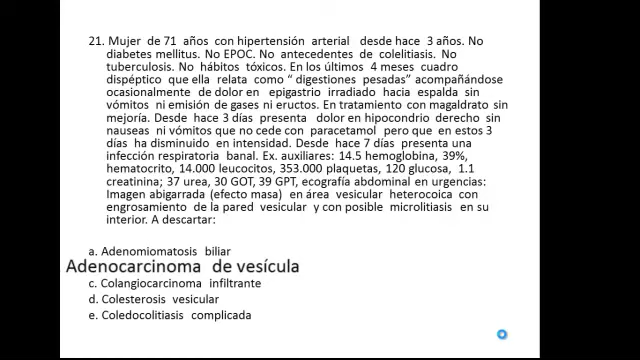 21. Mujer de 71 años con hipertensión arterial desde hace 3 años. No
diabetes mellitus. No EPOC. No antecedentes de colelitiasis. No
tuberculosis. No hábitos tóxicos. En los últimos 4 meses cuadro
dispéptico que ella relata como “ digestiones pesadas” acompañándose
ocasionalmente de dolor en epigastrio irradiado hacia espalda sin
vómitos ni emisión de gases ni eructos. En tratamiento con magaldrato sin
mejoría. Desde hace 3 días presenta dolor en hipocondrio derecho sin
nauseas ni vómitos que no cede con paracetamol pero que en estos 3
días ha disminuido en intensidad. Desde hace 7 días presenta una
infección respiratoria banal. Ex. auxiliares: 14.5 hemoglobina, 39%,
hematocrito, 14.000 leucocitos, 353.000 plaquetas, 120 glucosa, 1.1
creatinina; 37 urea, 30 GOT, 39 GPT, ecografía abdominal en urgencias:
Imagen abigarrada (efecto masa) en área vesicular heterocoica con
engrosamiento de la pared vesicular y con posible microlitiasis en su
interior. A descartar:
a. Adenomiomatosis biliar
Adenocarcinoma de vesícula
c. Colangiocarcinoma infiltrante
d. Colesterosis vesicular
e. Coledocolitiasis complicada